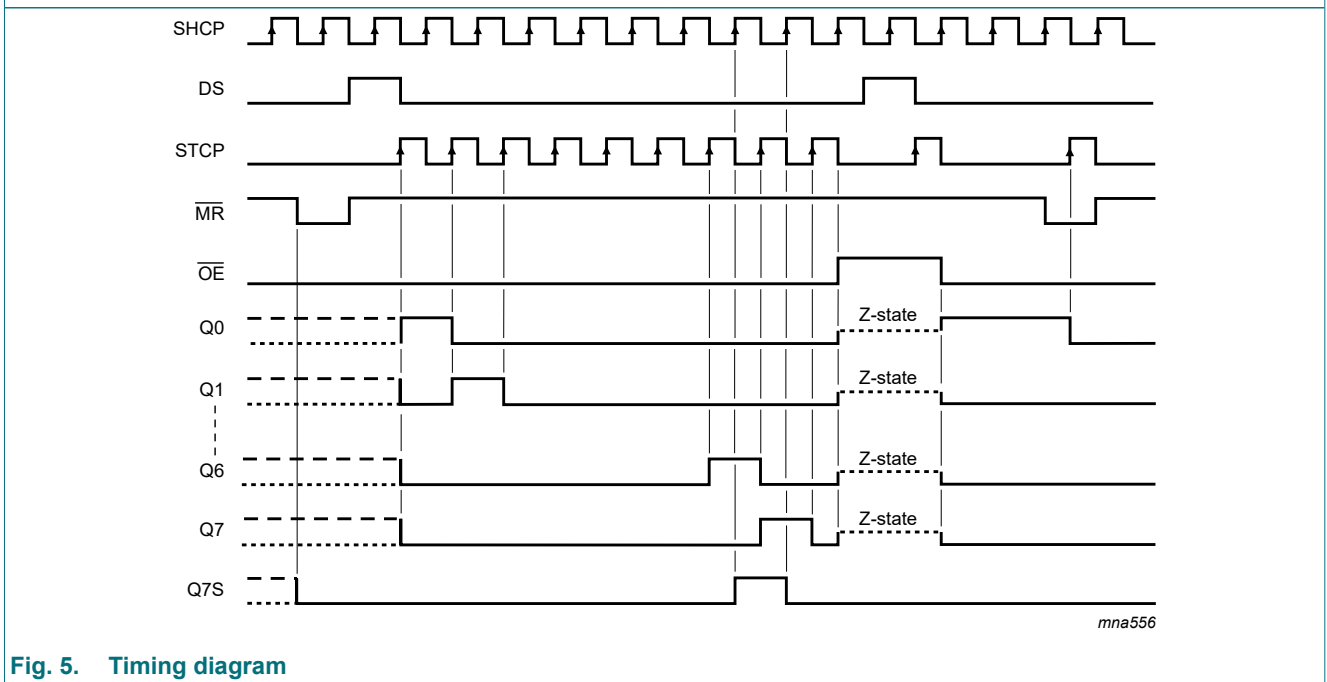 SHCP
DS
STCP
MR
OE
Q0
Z-state
Q1
Z-state
Q6
Z-state
Q7
Z-state
Q7S
mna556
Fig. 5. Timing diagram